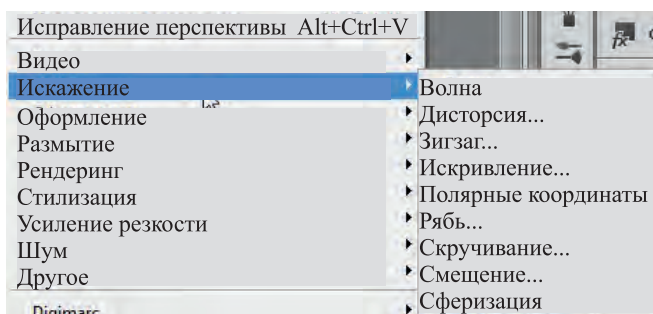 Исправление перспективы Alt+Ctrl+V
Видео
Искажение
Оформление
Размытие
Рендеринг
Стилизация
Усиление резкости
Шум
Другое
Digimarc
Волна
Дисторсия...
Зигзаг...
Искривление...
Полярные координаты
Рябь...
Скручивание...
Смещение...
Сферизация
fx